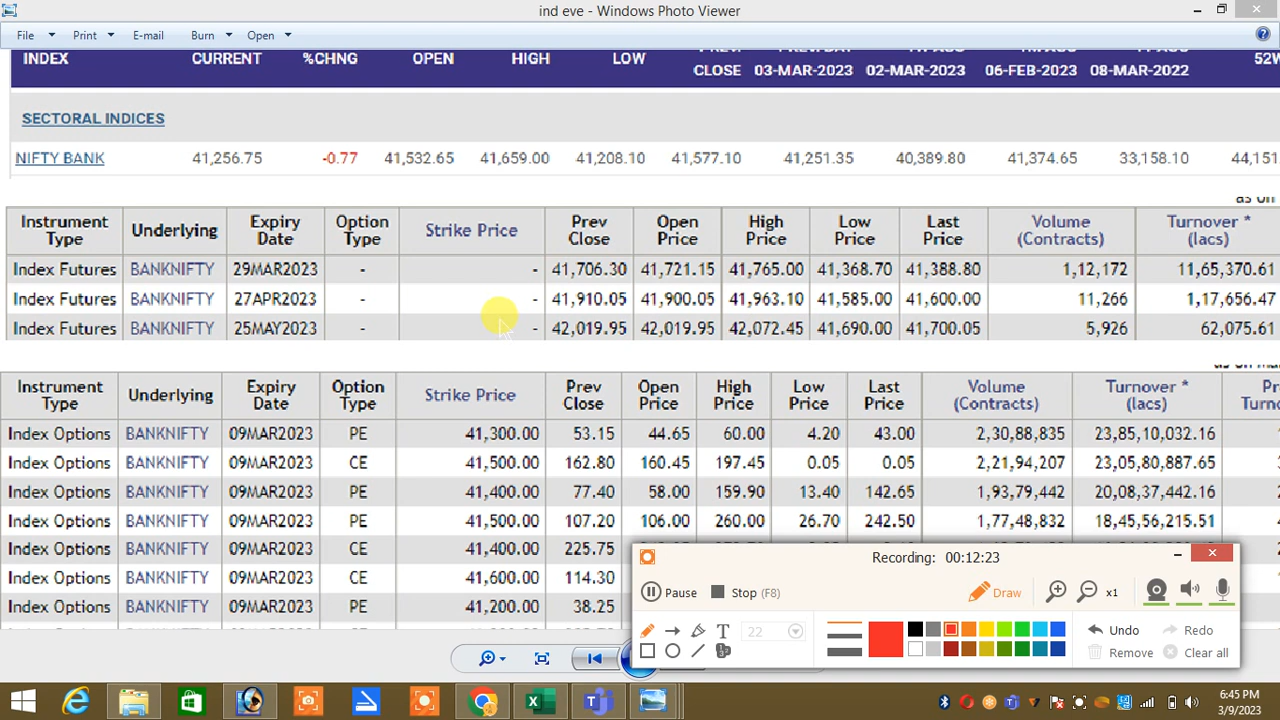 ind eve - Windows Photo Viewer
File Print E-mail Burn Open
INDEX CURRENT %CHNG OPEN HIGH LOW CLOSE 03-MAR-2023 02-MAR-2023 06-FEB-2023 08-MAR-2022 52W
SECTORAL INDICES
NIFTY BANK 41,256.75 -0.77 41,532.65 41,659.00 41,208.10 41,577.10 41,251.35 40,389.80 41,374.65 33,158.10 44,151
as on
Instrument Type Underlying Expiry Date Option Type Strike Price Prev Close Open Price High Price Low Price Last Price Volume (Contracts) Turnover * (lacs)
Index Futures BANKNIFTY 29MAR2023 - - 41,706.30 41,721.15 41,765.00 41,368.70 41,388.80 1,12,172 11,65,370.61
Index Futures BANKNIFTY 27APR2023 - - 41,910.05 41,900.05 41,963.10 41,585.00 41,600.00 11,266 1,17,656.47
Index Futures BANKNIFTY 25MAY2023 - - 42,019.95 42,019.95 42,072.45 41,690.00 41,700.05 5,926 62,075.61
Instrument Type Underlying Expiry Date Option Type Strike Price Prev Close Open Price High Price Low Price Last Price Volume (Contracts) Turnover * (lacs)
Index Options BANKNIFTY 09MAR2023 PE 41,300.00 53.15 44.65 60.00 4.20 43.00 2,30,88,835 23,85,10,032.16
Index Options BANKNIFTY 09MAR2023 CE 41,500.00 162.80 160.45 197.45 0.05 0.05 2,21,94,207 23,05,80,887.65
Index Options BANKNIFTY 09MAR2023 PE 41,400.00 77.40 58.00 159.90 13.40 142.65 1,93,79,442 20,08,37,442.16
Index Options BANKNIFTY 09MAR2023 PE 41,500.00 107.20 106.00 260.00 26.70 242.50 1,77,48,832 18,45,56,215.51
Index Options BANKNIFTY 09MAR2023 CE 41,400.00 225.75
Index Options BANKNIFTY 09MAR2023 CE 41,600.00 114.30
Index Options BANKNIFTY 09MAR2023 PE 41,200.00 38.25
Recording: 00:12:23
Pause Stop (F8) Draw x1
T 22 Undo Redo
Remove Clear all
6:45 PM
3/9/2023